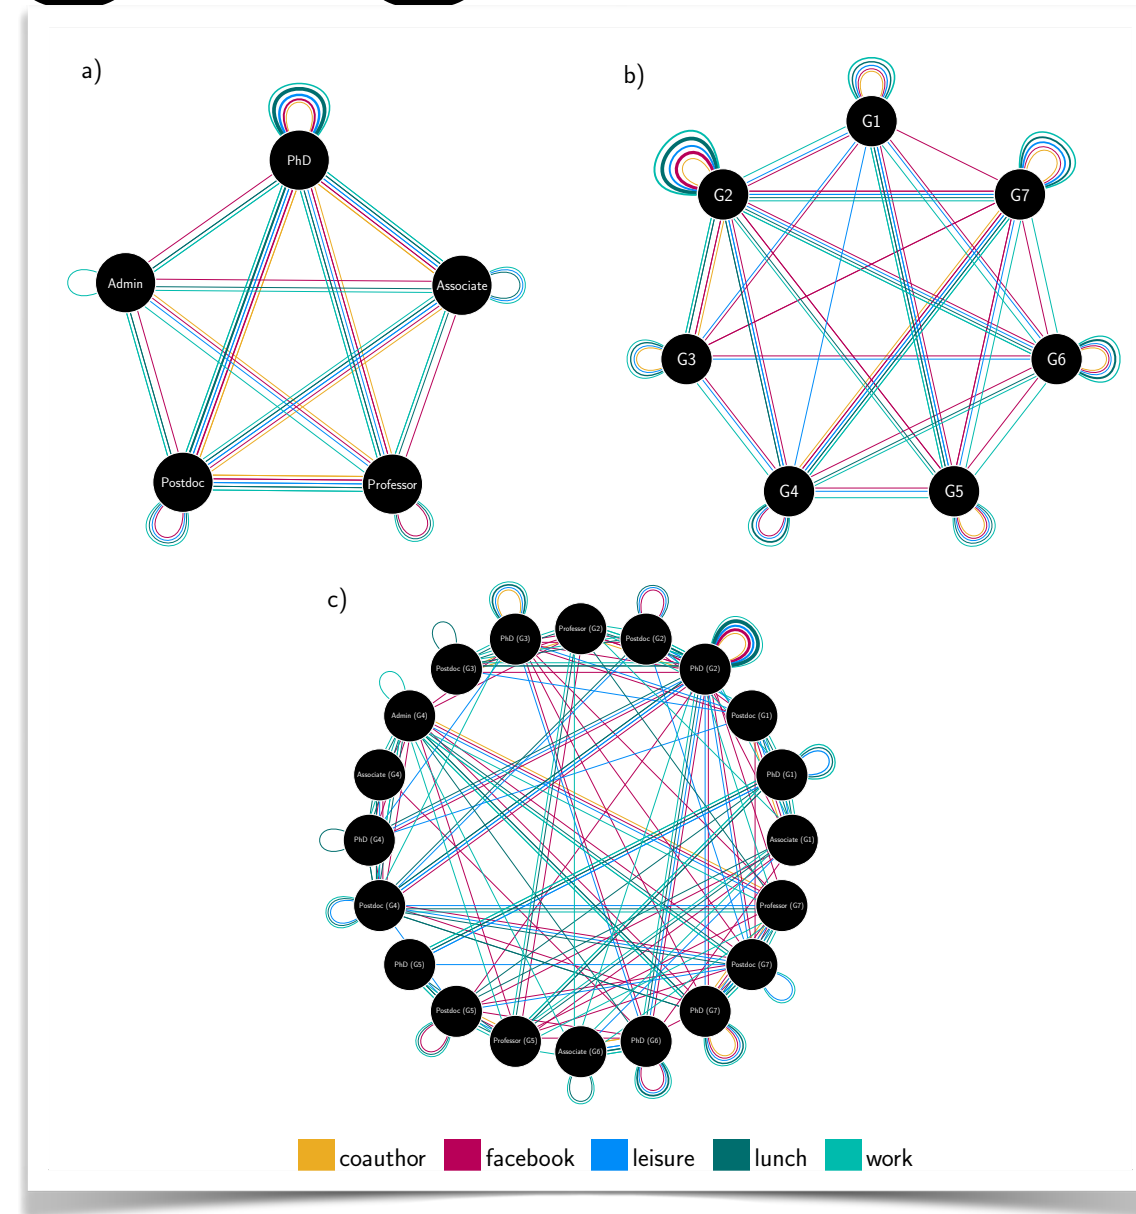 a)
PhD
Admin
Associate
Postdoc
Professor
b)
G1
G2
G7
G3
G6
G4
G5
c)
Professor (G2)
PhD (G3)
Postdoc (G2)
Postdoc (G3)
PhD (G2)
Admin (G4)
Postdoc (G1)
Associate (G4)
PhD (G1)
PhD (G4)
Associate (G1)
Postdoc (G4)
Professor (G7)
PhD (G5)
Postdoc (G7)
Postdoc (G5)
PhD (G7)
Professor (G5)
PhD (G6)
Associate (G6)
coauthor facebook leisure lunch work